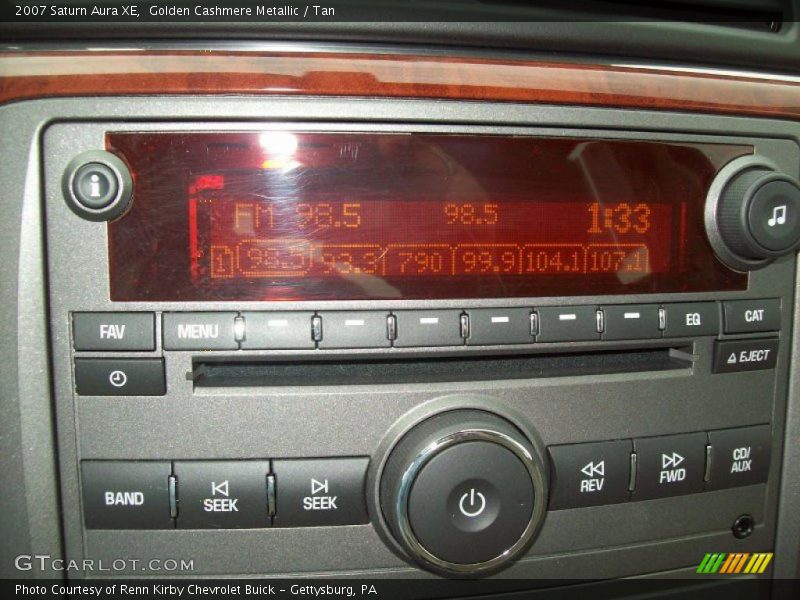 2007 Saturn Aura XE, Golden Cashmere Metallic / Tan
i
FM 98.5 98.5 1:33
1 98.5 93.3 790 99.9 104.1 107.1
FAV MENU EQ CAT
EJECT
BAND SEEK SEEK REV FWD CD/
AUX
GTCARLOT.COM
Photo Courtesy of Renn Kirby Chevrolet Buick - Gettysburg, PA